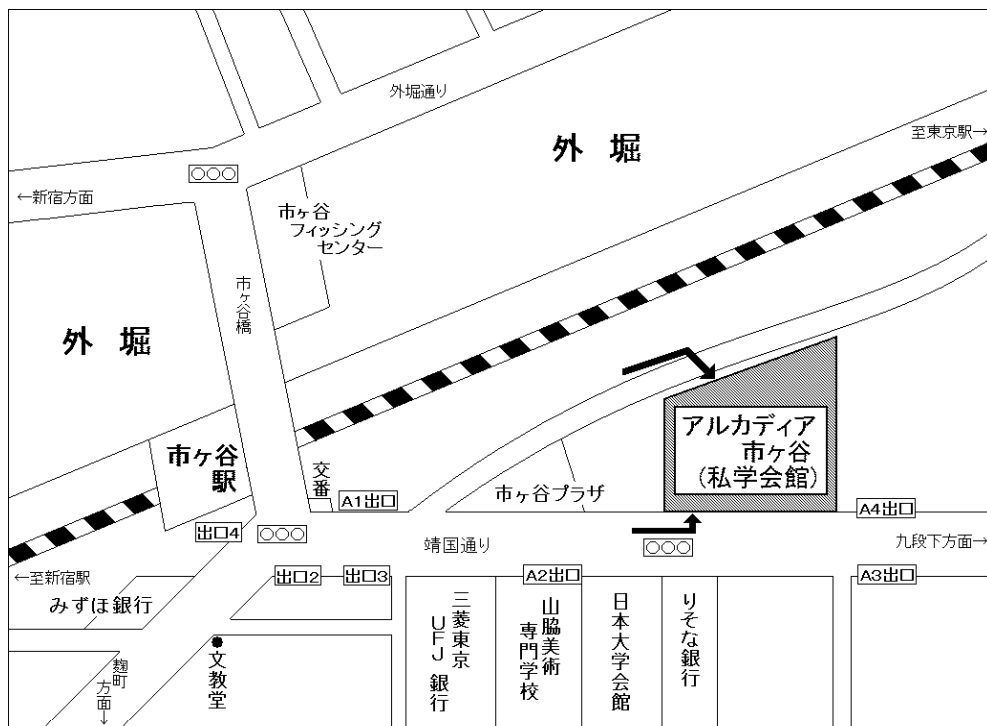 外堀通り
外 堀
至東京駅→
←新宿方面
市ヶ谷
フィッシング
センター
市ヶ谷橋
外 堀
アルカディア
市ヶ谷
(私学会館)
市ヶ谷
駅
交番
A1出口
市ヶ谷プラザ
A4出口
出口4
靖国通り
九段下方面→
←至新宿駅
出口2
出口3
A2出口
A3出口
みずほ銀行
三菱東京
UFJ銀行
山脇美術
専門学校
日本大学会館
りそな銀行
文教堂
麹町
方面→